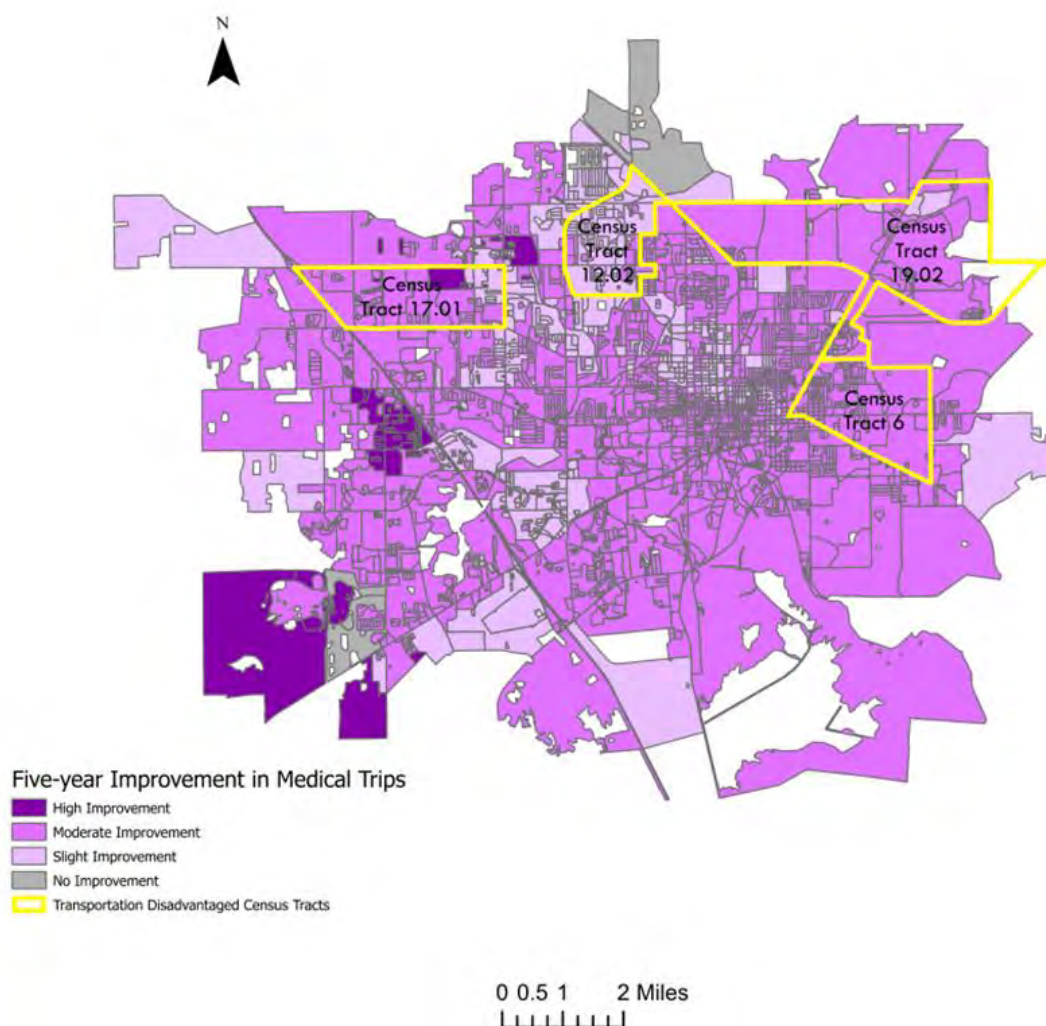 N
Census
Tract
12.02
Census
Tract
19.02
Census
Tract 17.01
Census
Tract 6
Five-year Improvement in Medical Trips
High Improvement
Moderate Improvement
Slight Improvement
No Improvement
Transportation Disadvantaged Census Tracts
0 0.5 1 2 Miles